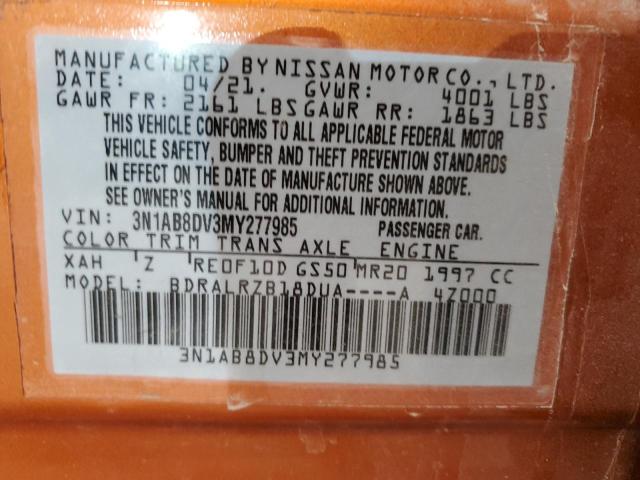 MANUFACTURED BY NISSAN MOTOR CO., LTD.
DATE: 04/21. GVWR: 4001 LBS
GAWR FR: 2161 LBS GAWR RR: 1863 LBS
THIS VEHICLE CONFORMS TO ALL APPLICABLE FEDERAL MOTOR
VEHICLE SAFETY, BUMPER AND THEFT PREVENTION STANDARDS
IN EFFECT ON THE DATE OF MANUFACTURE SHOWN ABOVE.
SEE OWNER'S MANUAL FOR ADDITIONAL INFORMATION.
VIN: 3N1AB8DV3MY277985 PASSENGER CAR.
COLOR TRIM TRANS AXLE ENGINE
XAH Z RE0F10D GS50 MR20 1997 CC
MODEL: BDRALRZB18DUA----A 4Z000
3N1AB8DV3MY277985